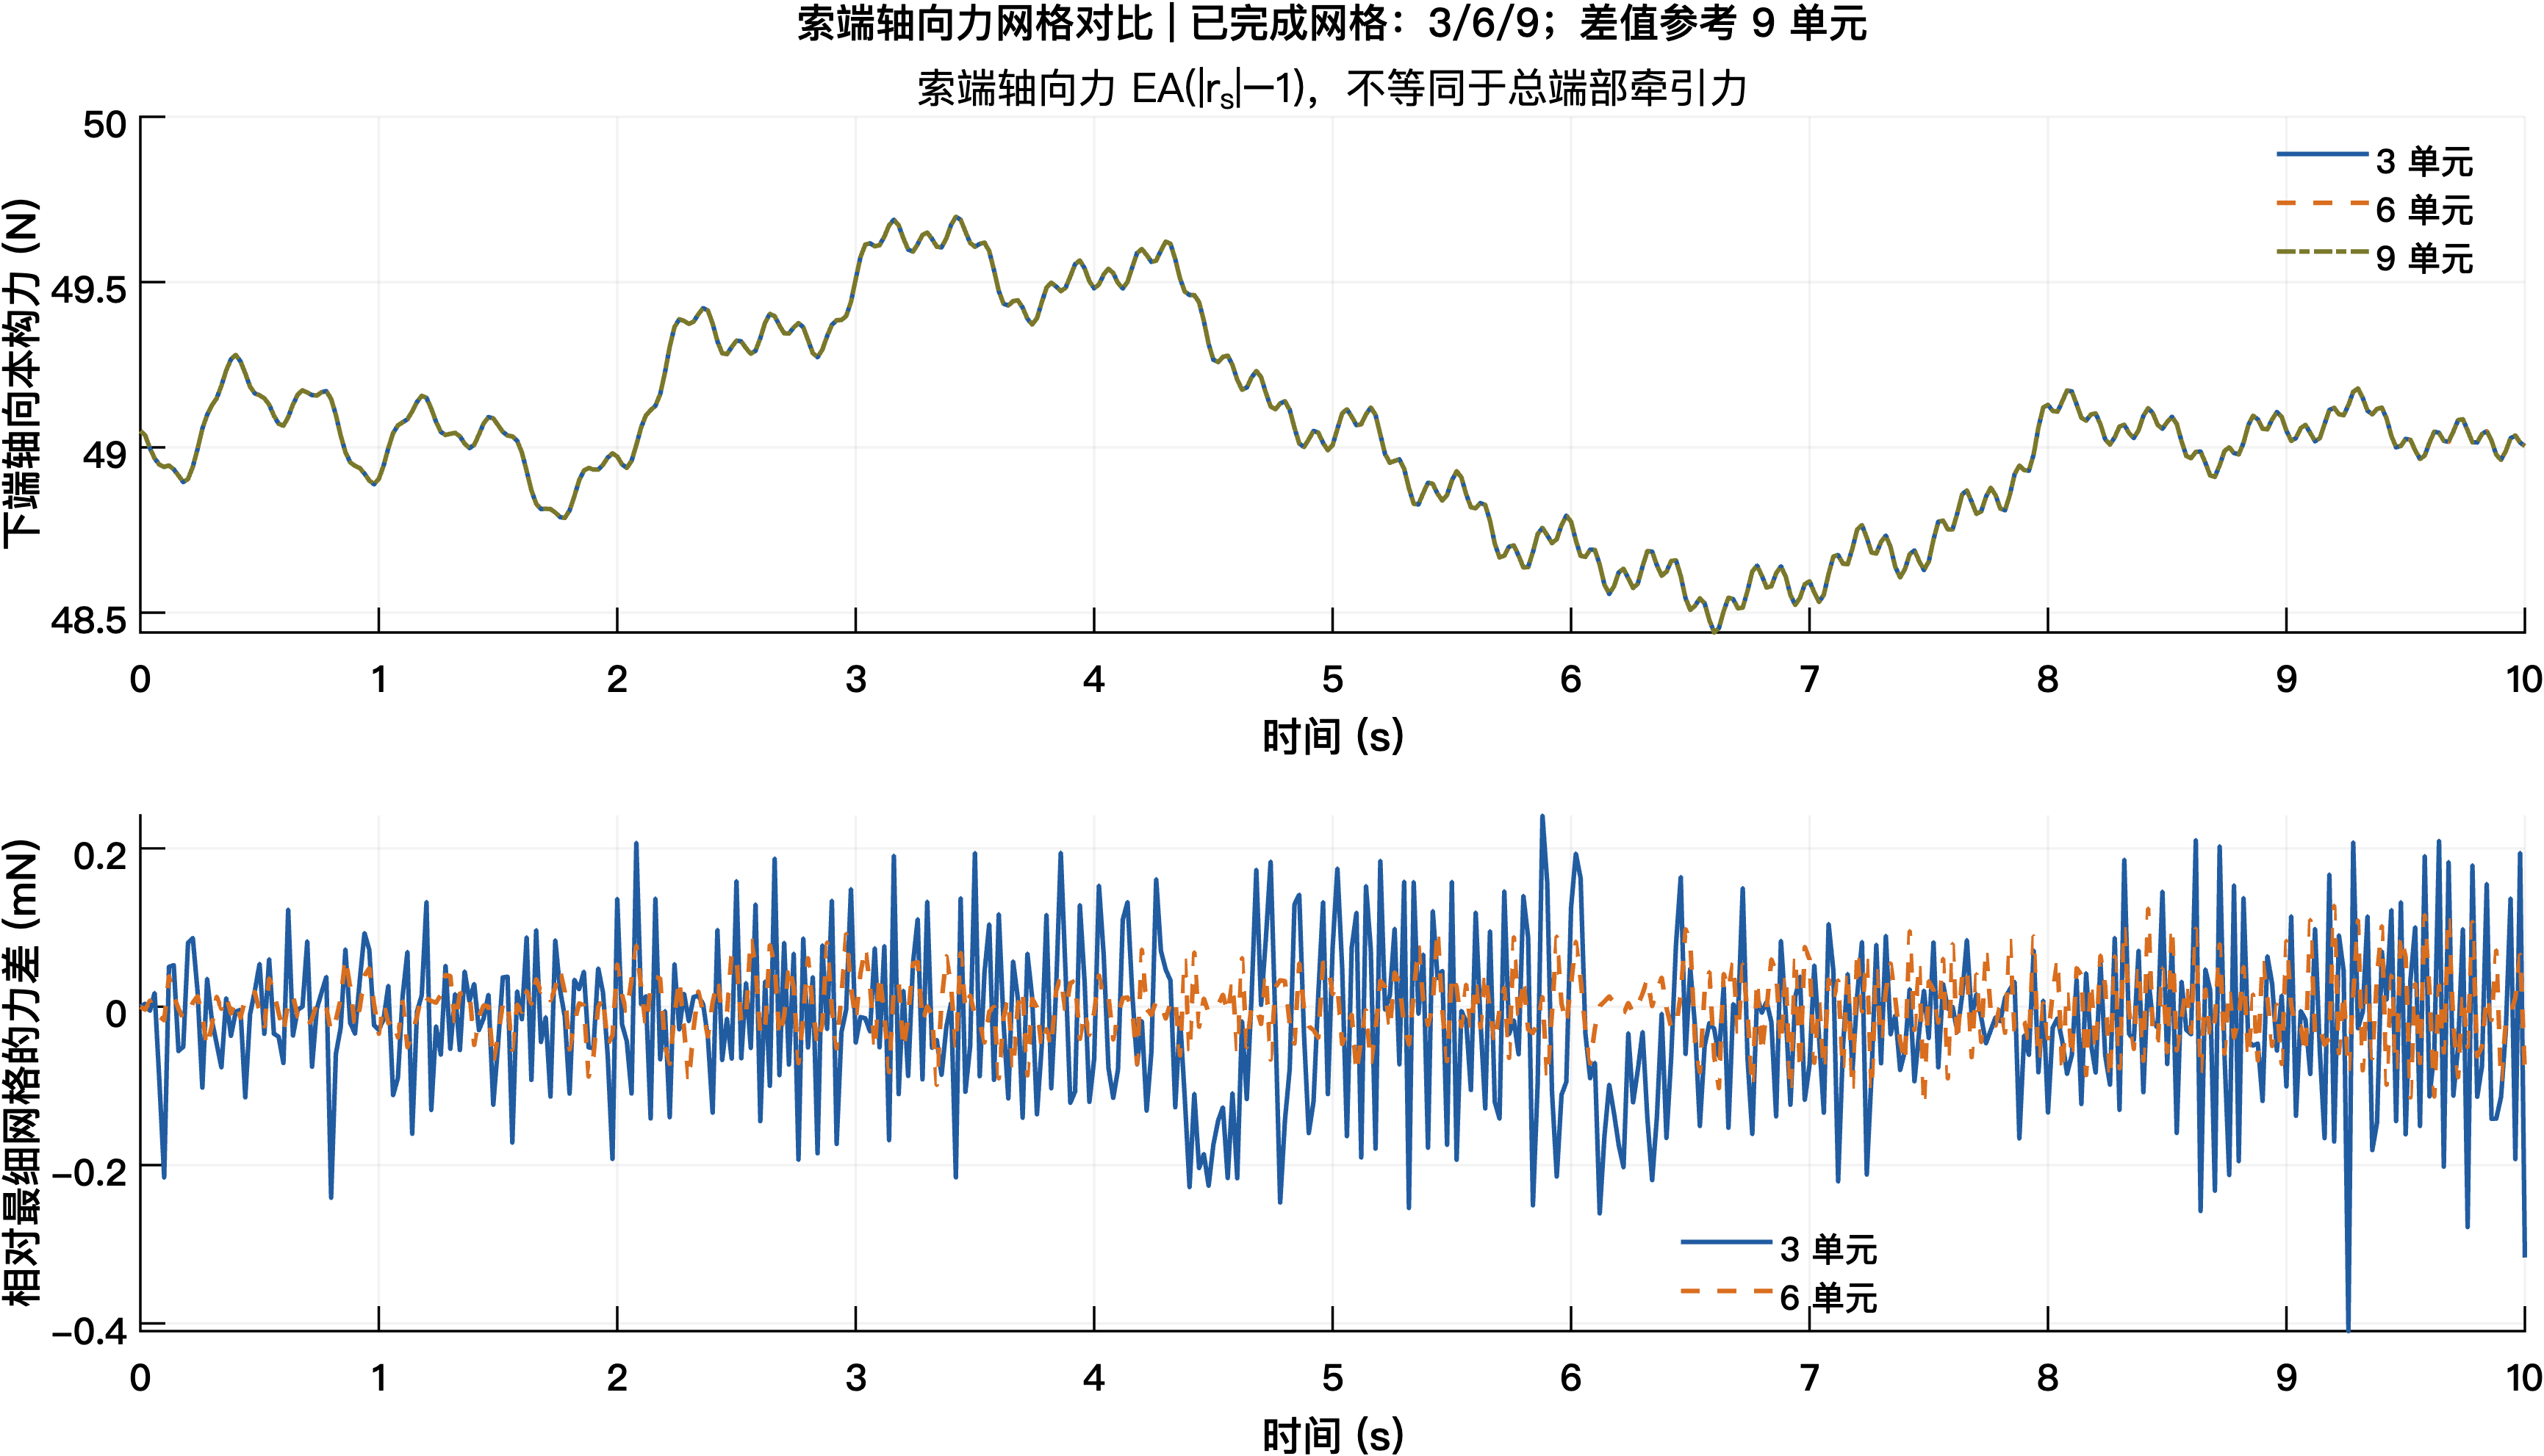 索端轴向力网格对比 | 已完成网格：3/6/9；差值参考 9 单元
索端轴向力 EA(|rₛ|−1)，不等同于总端部牵引力
下端轴向本构力 (N)
50
49.5
49
48.5
3 单元
6 单元
9 单元
0 1 2 3 4 5 6 7 8 9 10
时间 (s)
相对最细网格的力差 (mN)
0.2
0
−0.2
−0.4
3 单元
6 单元
0 1 2 3 4 5 6 7 8 9 10
时间 (s)